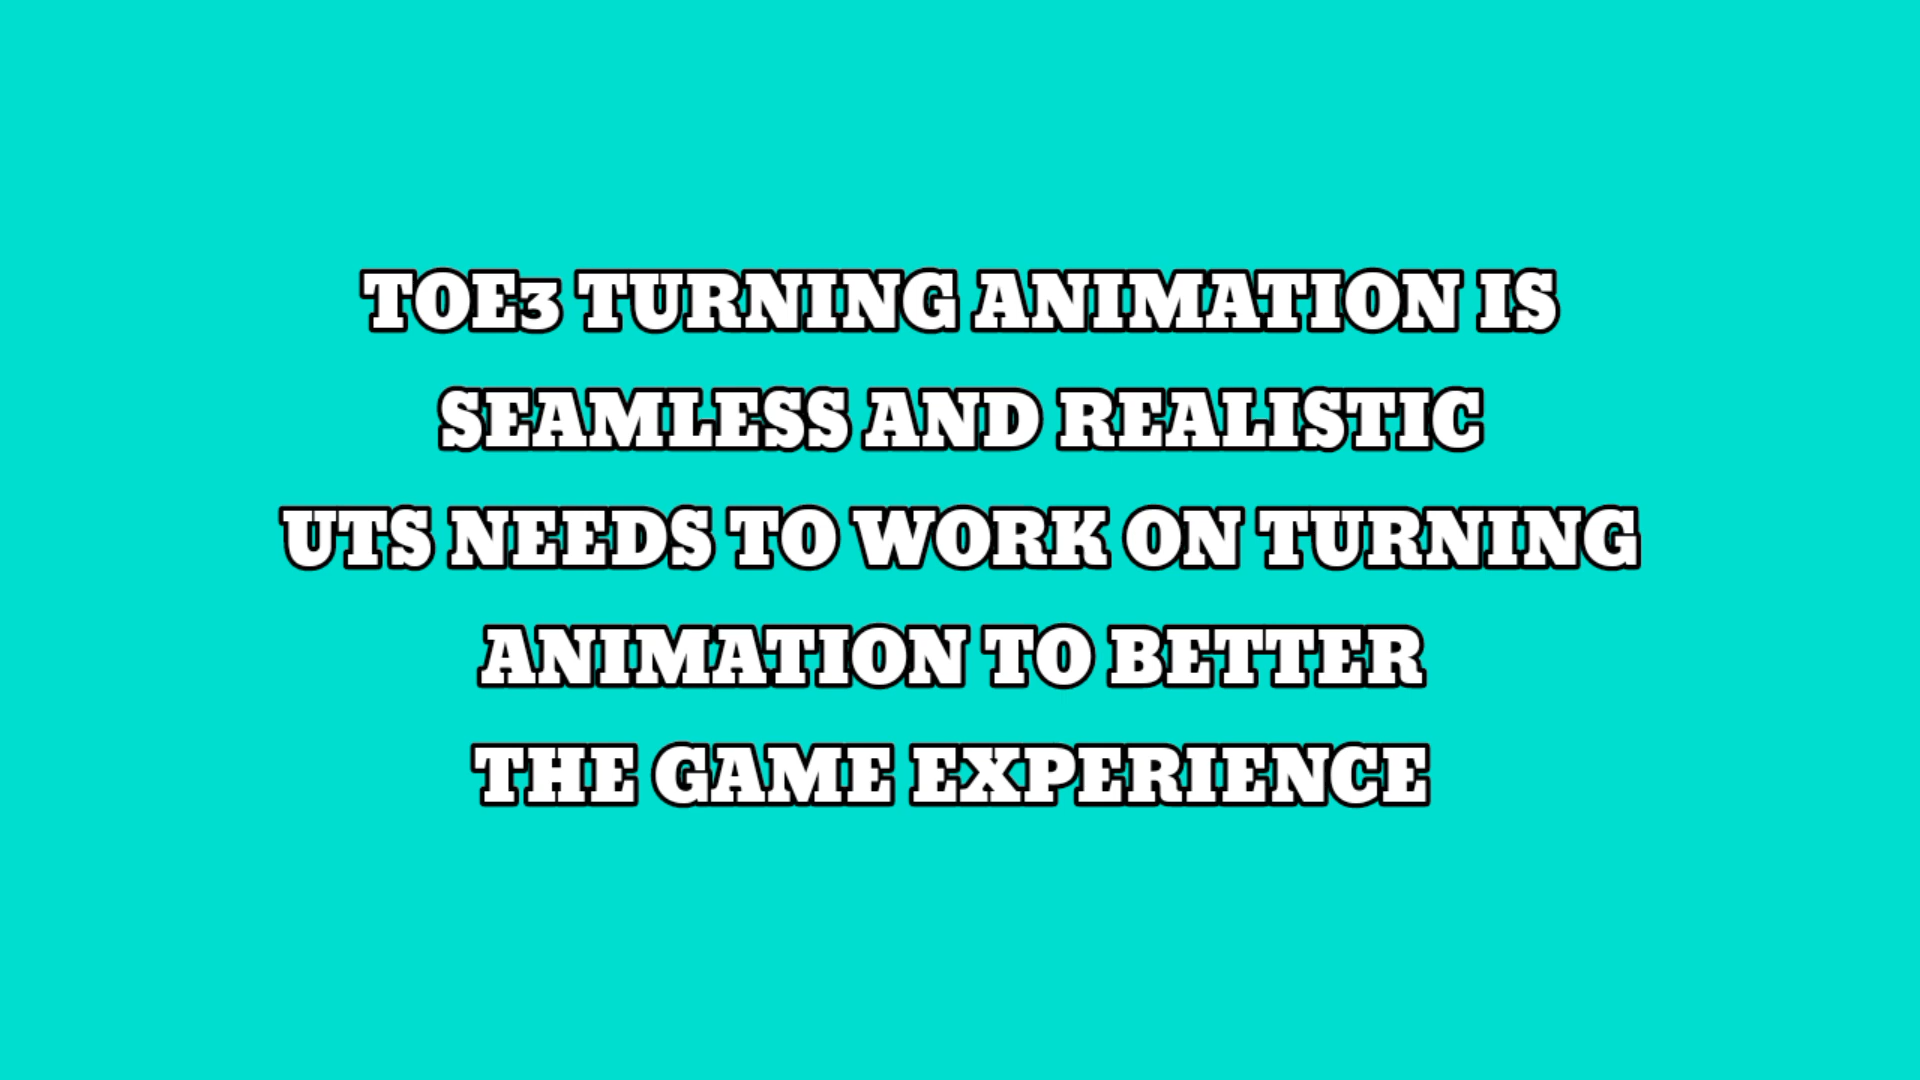 TOE3 TURNING ANIMATION IS
SEAMLESS AND REALISTIC
UTS NEEDS TO WORK ON TURNING
ANIMATION TO BETTER
THE GAME EXPERIENCE